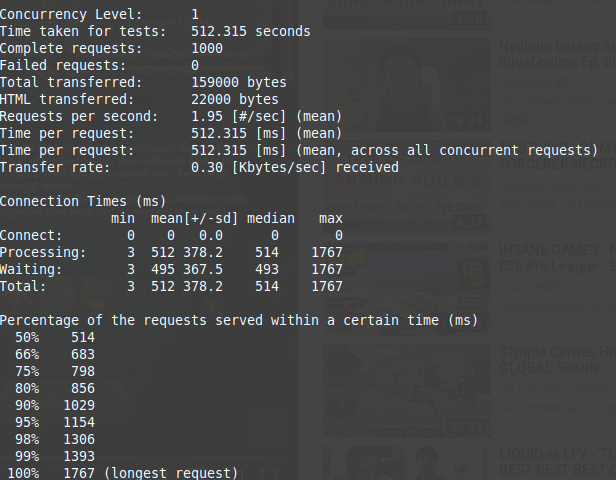 Concurrency Level:      1
Time taken for tests:   512.315 seconds
Complete requests:      1000
Failed requests:        0
Total transferred:      159000 bytes
HTML transferred:       22000 bytes
Requests per second:    1.95 [#/sec] (mean)
Time per request:       512.315 [ms] (mean)
Time per request:       512.315 [ms] (mean, across all concurrent requests)
Transfer rate:          0.30 [Kbytes/sec] received

Connection Times (ms)
              min  mean[+/-sd] median   max
Connect:        0    0   0.0      0       0
Processing:     3  512 378.2    514    1767
Waiting:        3  495 367.5    493    1767
Total:          3  512 378.2    514    1767

Percentage of the requests served within a certain time (ms)
  50%    514
  66%    683
  75%    798
  80%    856
  90%   1029
  95%   1154
  98%   1306
  99%   1393
 100%   1767 (longest request)
Nyobain barang
dijual online Ep.
28:25
SORCERER NECRO
INSANE GAME!! -
ESL Pro League -
S1mple Carries
GLOBAL 50Kills
LIQUID vs LFY -
BEST BEST BEST